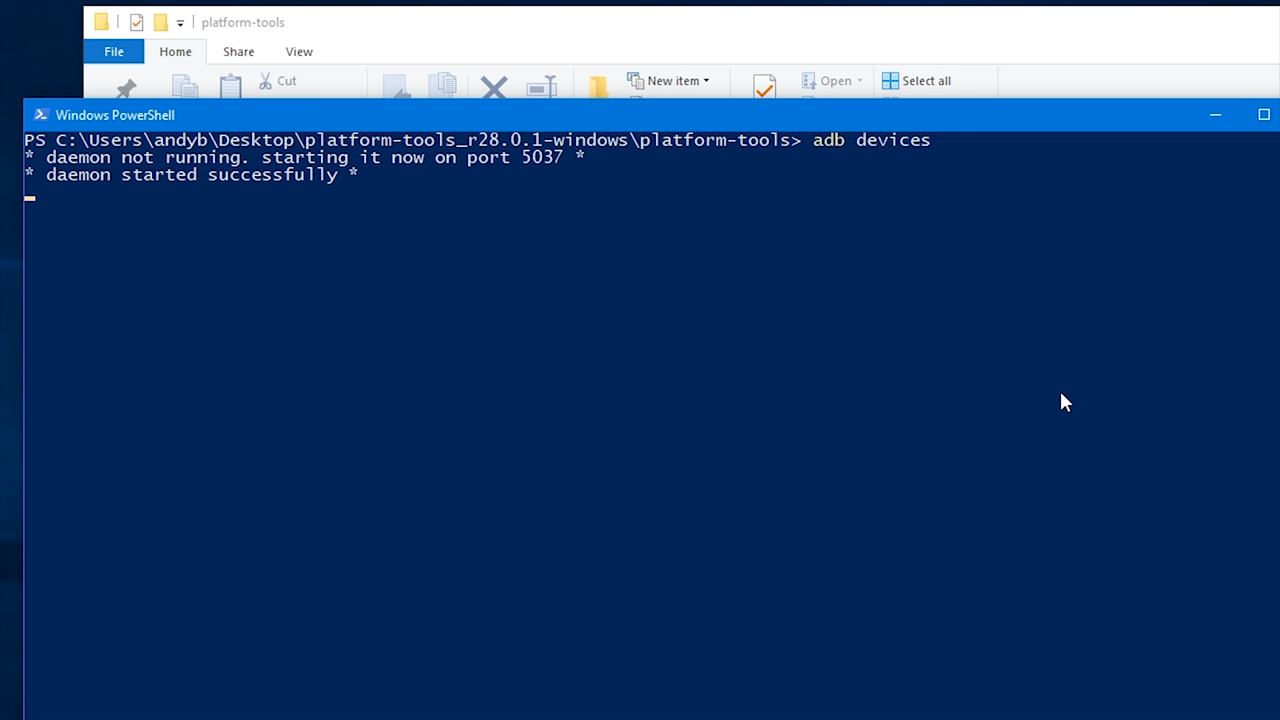 platform-tools
File Home Share View
Cut New item Open Select all
Windows PowerShell
PS C:\Users\andyb\Desktop\platform-tools_r28.0.1-windows\platform-tools> adb devices
* daemon not running. starting it now on port 5037 *
* daemon started successfully *